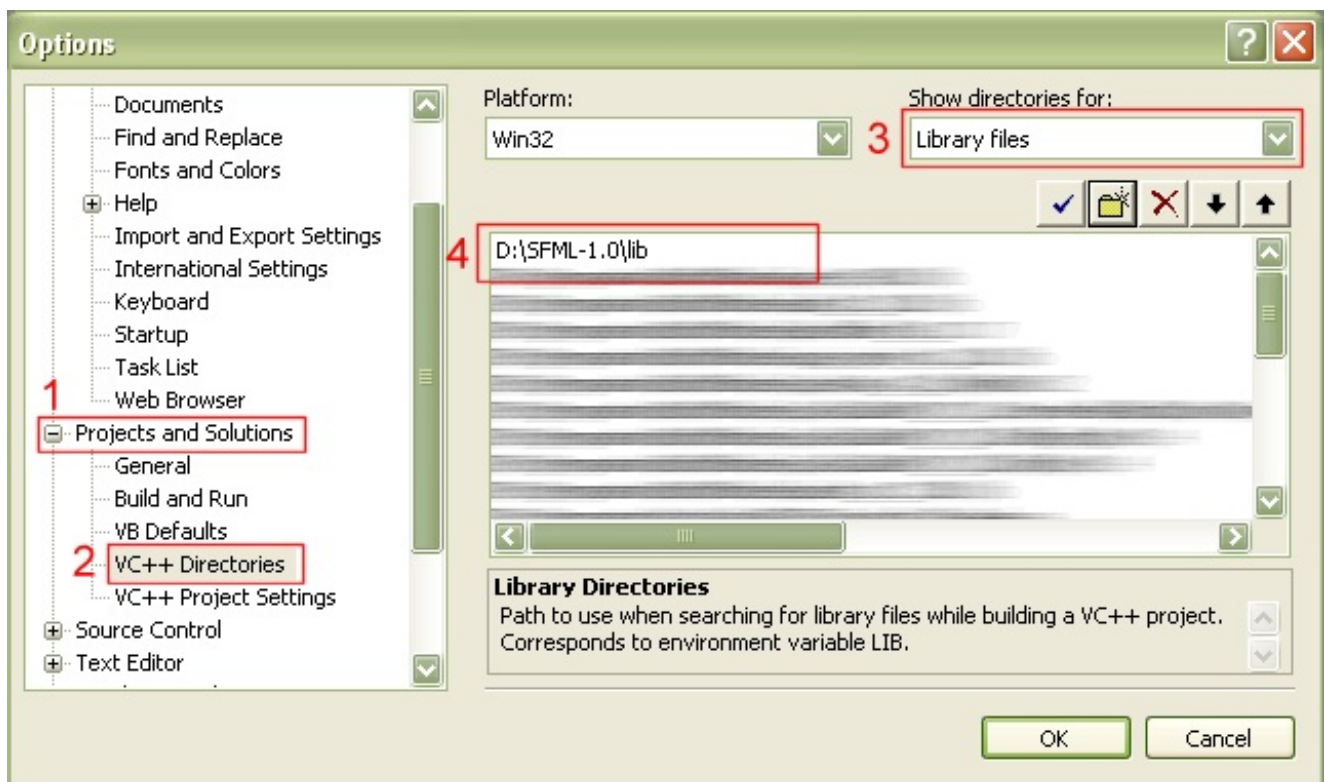 Options
Documents
Find and Replace
Fonts and Colors
Help
Import and Export Settings
International Settings
Keyboard
Startup
Task List
Web Browser
1
Projects and Solutions
General
Build and Run
VB Defaults
2 VC++ Directories
VC++ Project Settings
Source Control
Text Editor
Platform:
Win32
Show directories for:
3 Library files
4 D:\SFML-1.0\lib
Library Directories
Path to use when searching for library files while building a VC++ project.
Corresponds to environment variable LIB.
OK
Cancel